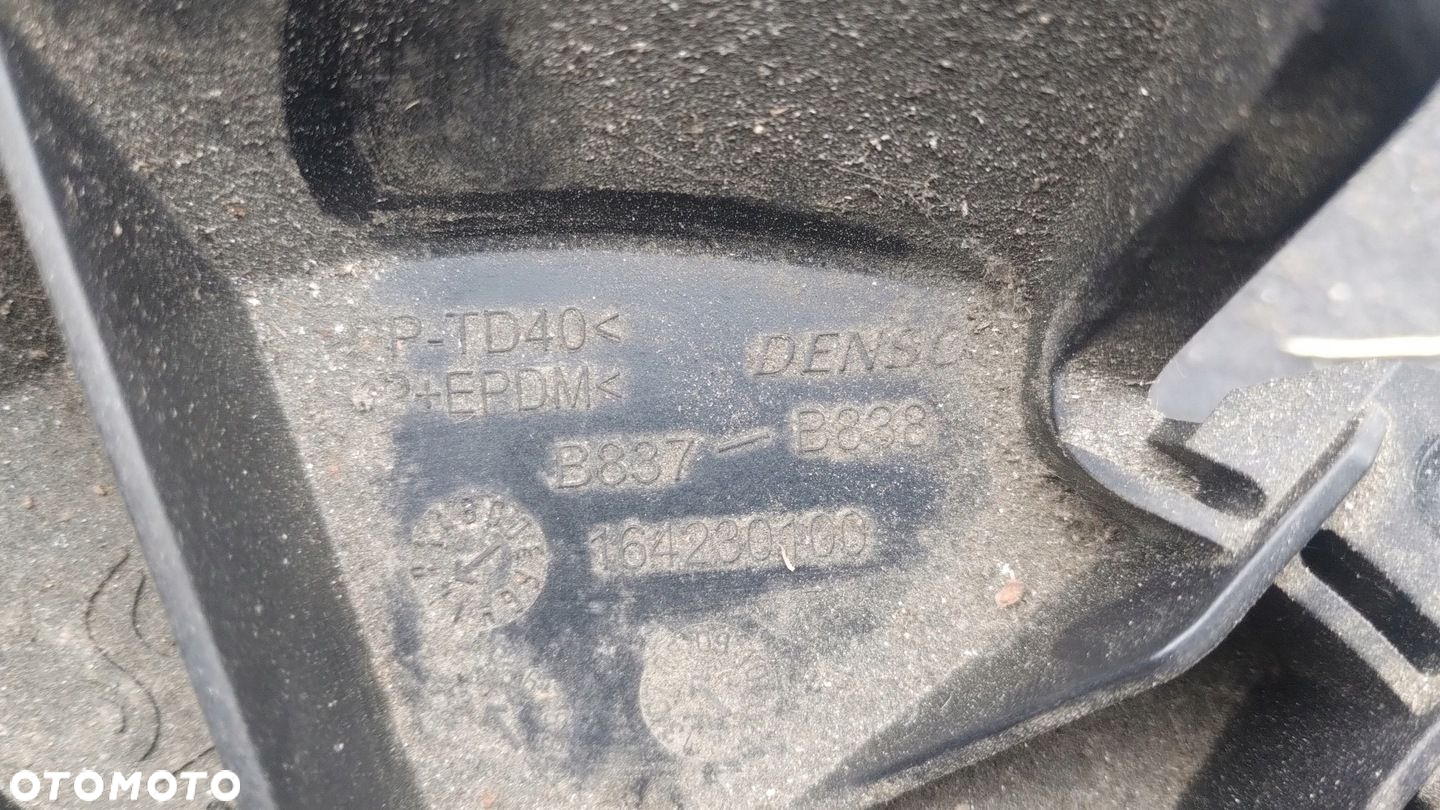 P-TD40<
P+EPDM<
DENSO
B837 — B838
164230100
OTOMOTO